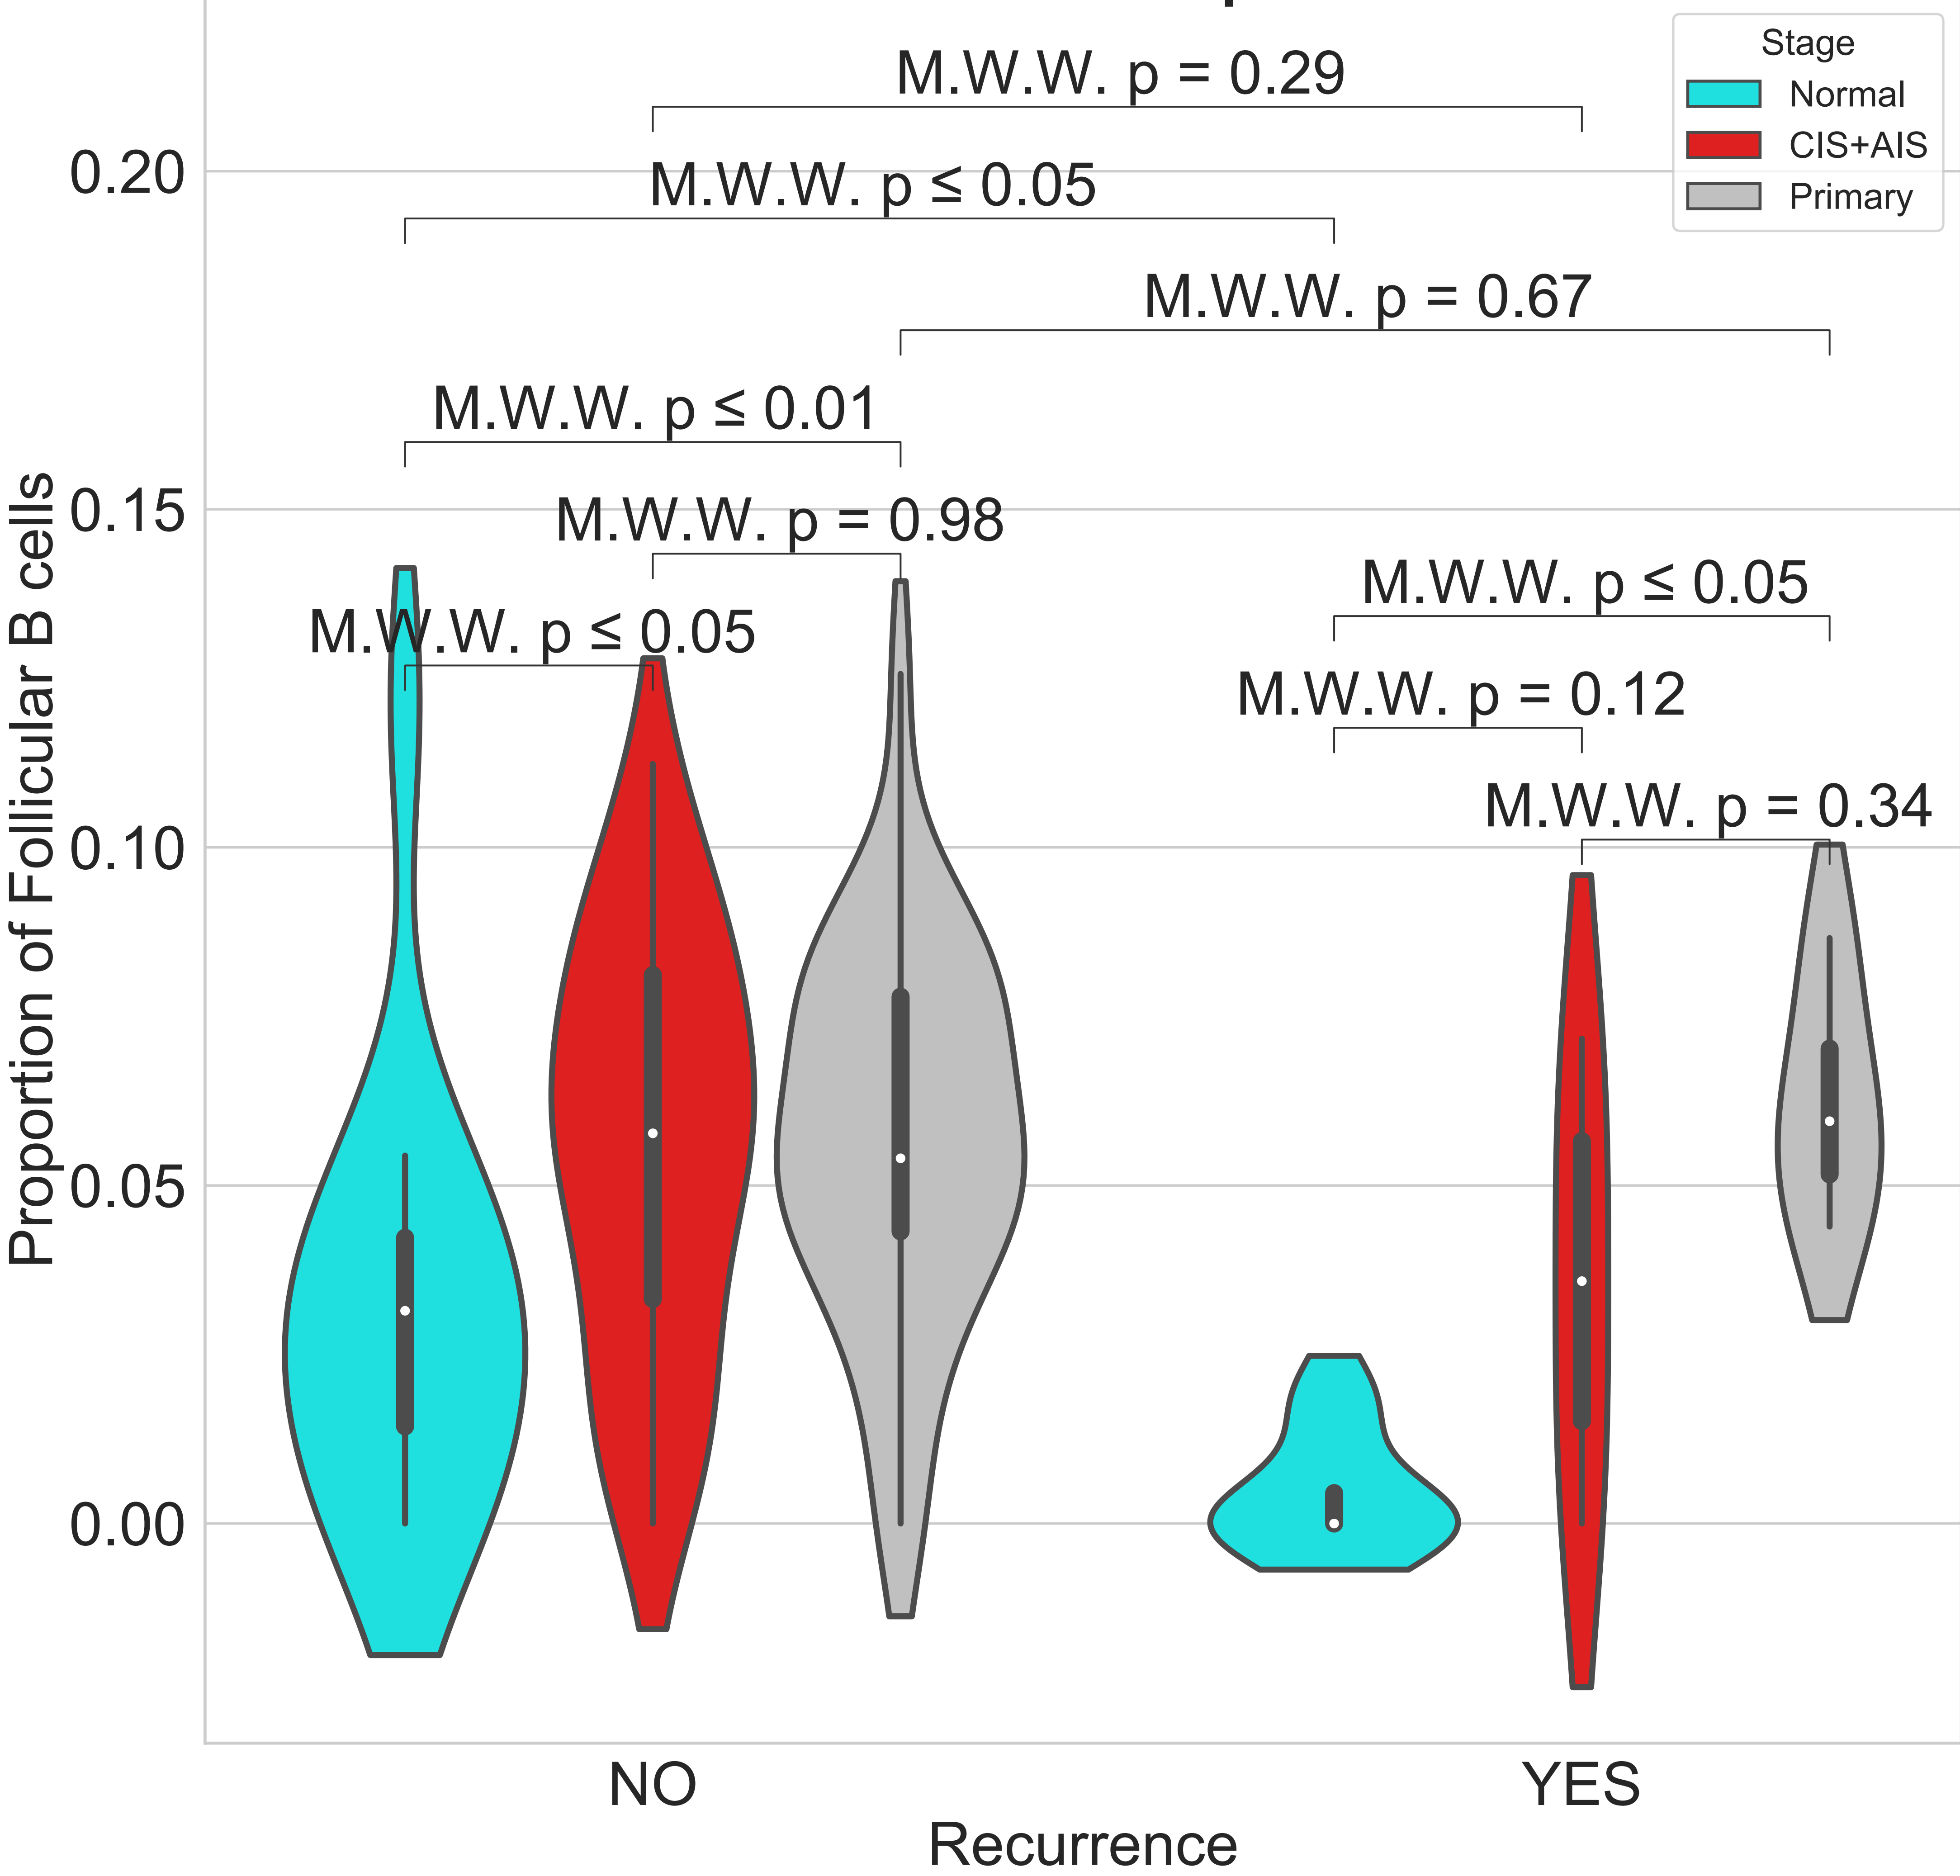 M.W.W. p = 0.29
M.W.W. p ≤ 0.05
M.W.W. p = 0.67
M.W.W. p ≤ 0.01
M.W.W. p = 0.98
M.W.W. p ≤ 0.05
M.W.W. p ≤ 0.05
M.W.W. p = 0.12
M.W.W. p = 0.34
Stage
Normal
CIS+AIS
Primary
Proportion of Follicular B cells
0.20
0.15
0.10
0.05
0.00
NO
YES
Recurrence